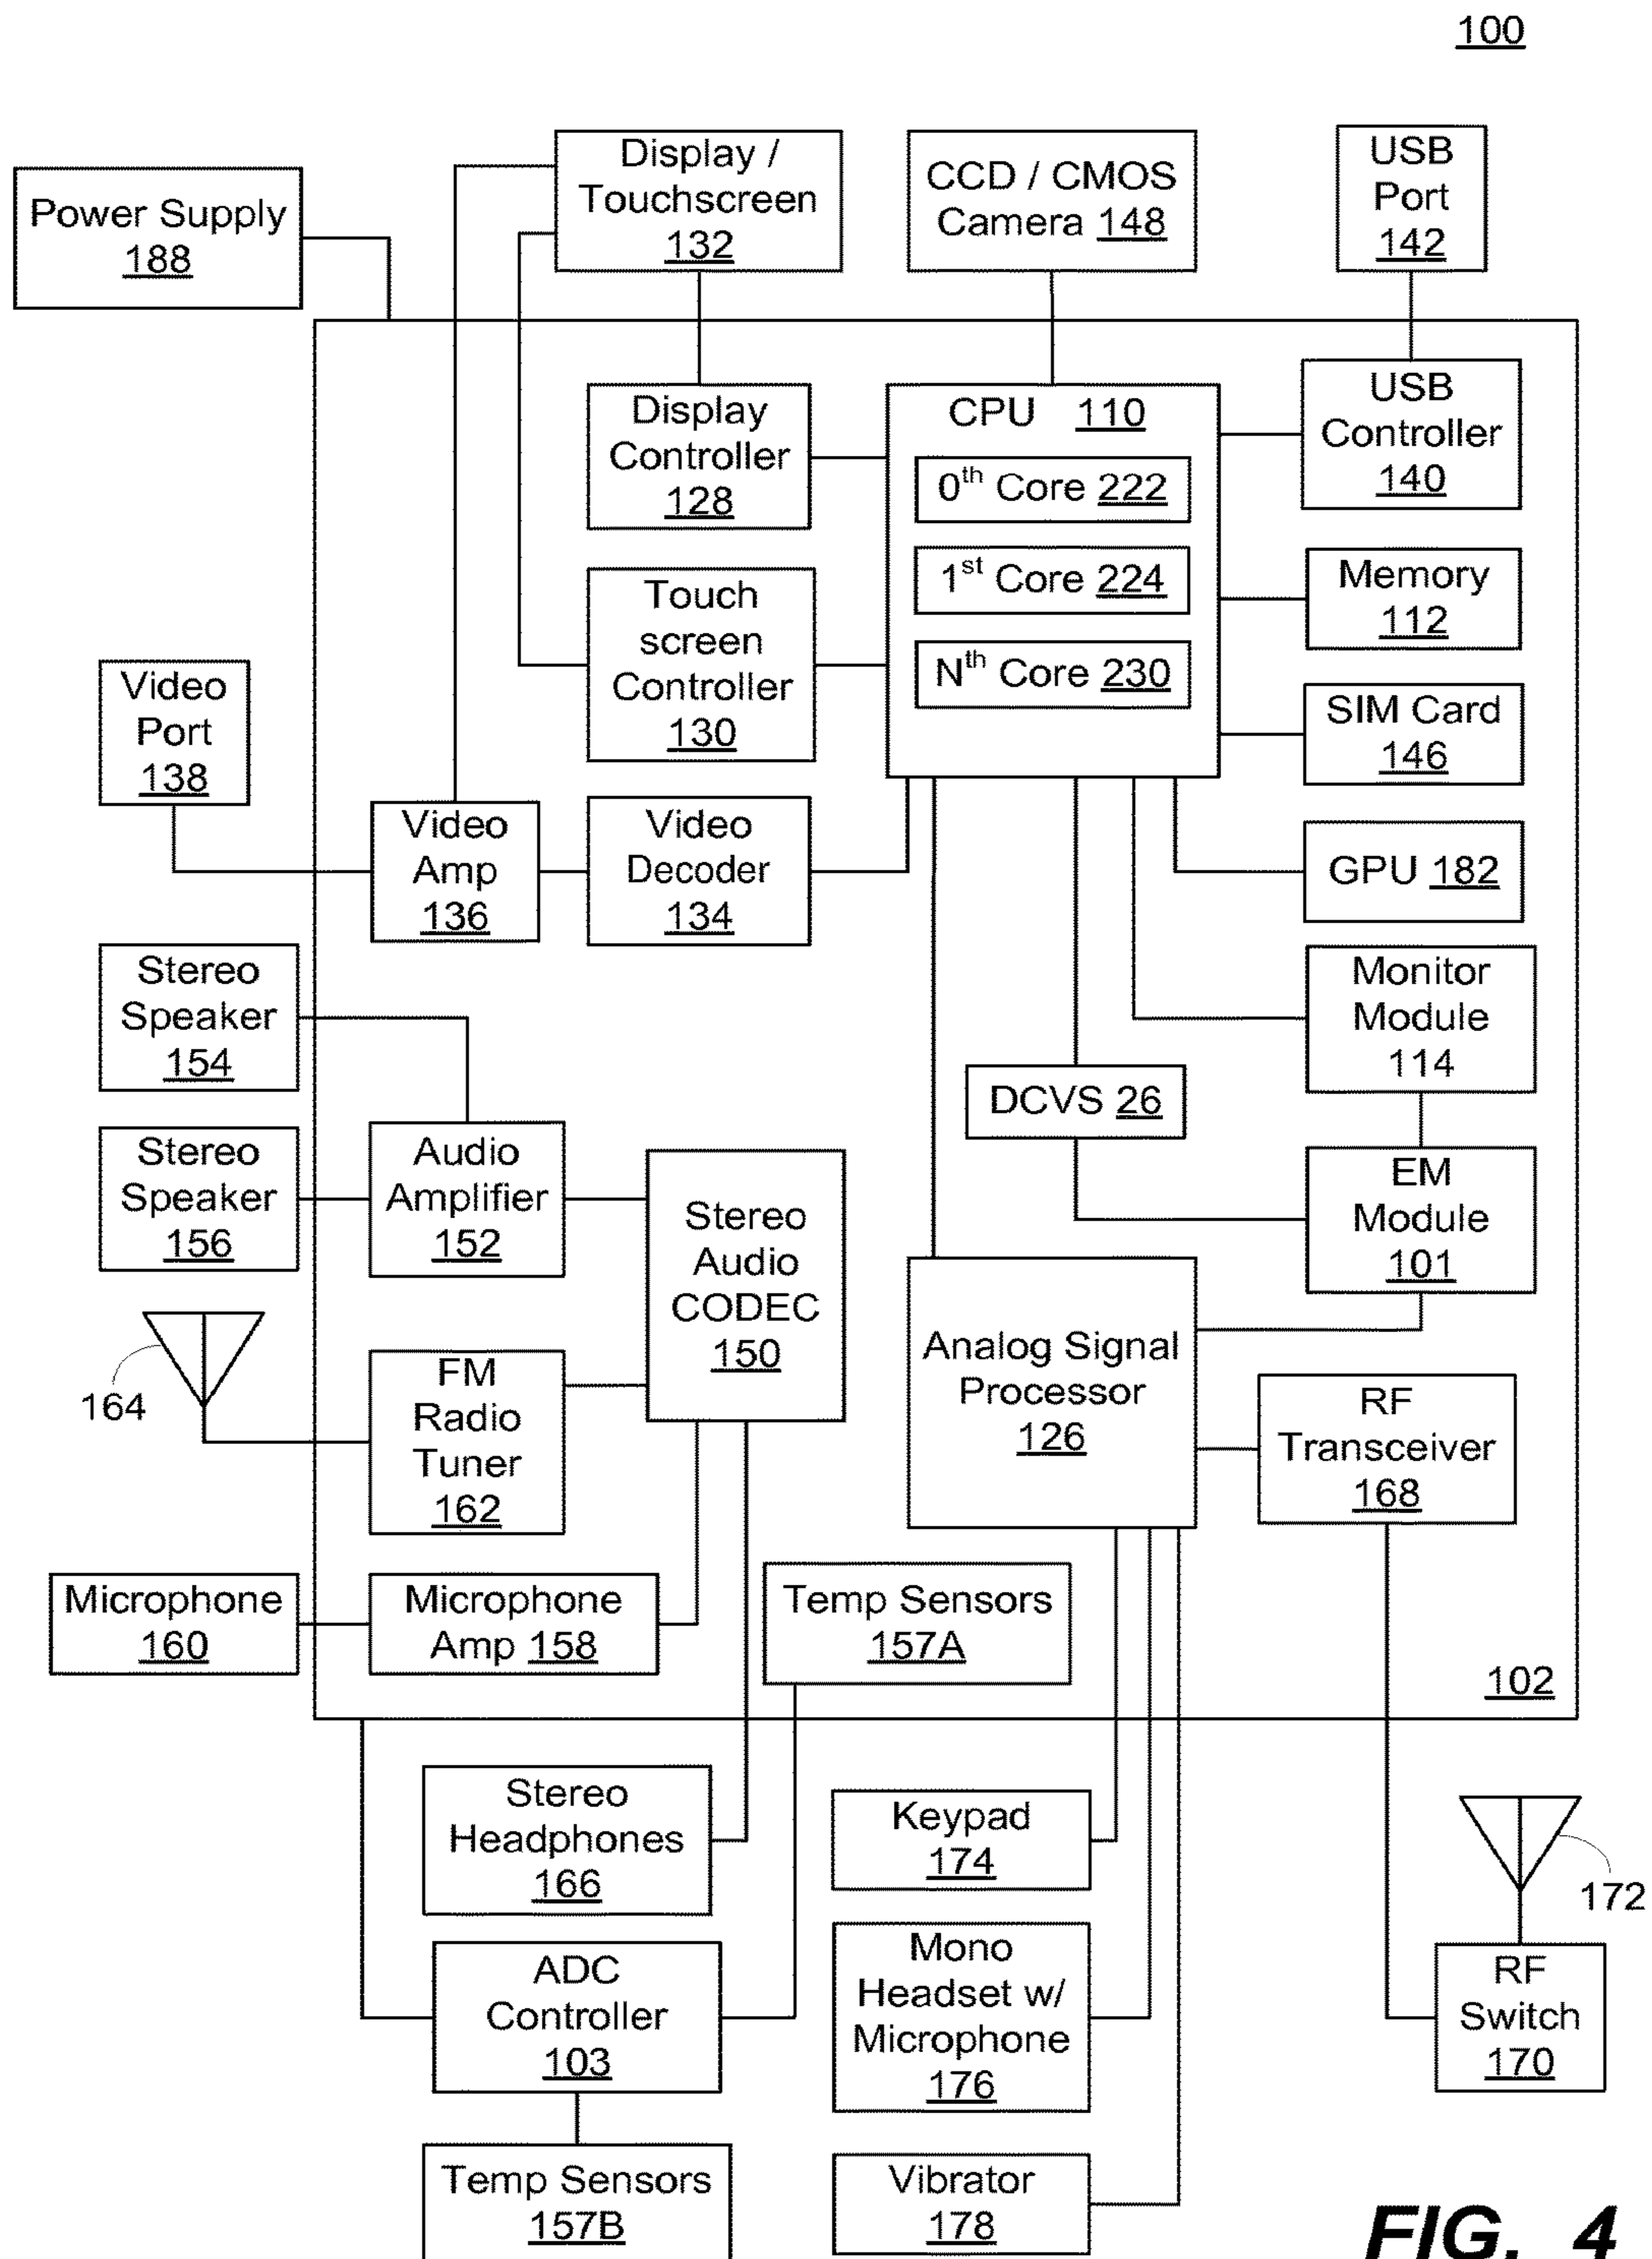 100
Power Supply
188
Display /
Touchscreen
132
CCD / CMOS
Camera 148
USB
Port
142
Display
Controller
128
CPU 110
0th Core 222
1st Core 224
Nth Core 230
USB
Controller
140
Touch
screen
Controller
130
Memory
112
SIM Card
146
Video
Port
138
Video
Amp
136
Video
Decoder
134
GPU 182
Stereo
Speaker
154
Monitor
Module
114
DCVS 26
Stereo
Speaker
156
Audio
Amplifier
152
Stereo
Audio
CODEC
150
EM
Module
101
164
FM
Radio
Tuner
162
Analog Signal
Processor
126
RF
Transceiver
168
Microphone
160
Microphone
Amp 158
Temp Sensors
157A
102
Stereo
Headphones
166
Keypad
174
172
ADC
Controller
103
Mono
Headset w/
Microphone
176
RF
Switch
170
Temp Sensors
157B
Vibrator
178
FIG. 4